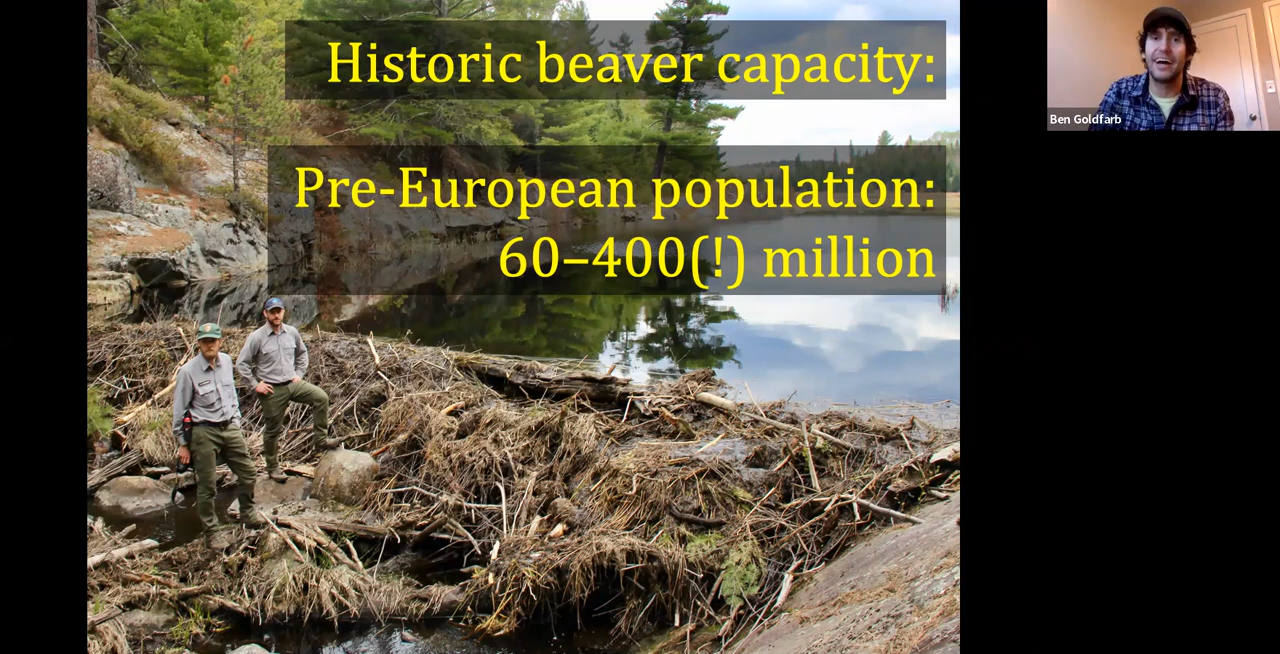 Historic beaver capacity:
Pre-European population:
60–400(!) million
Ben Goldfarb